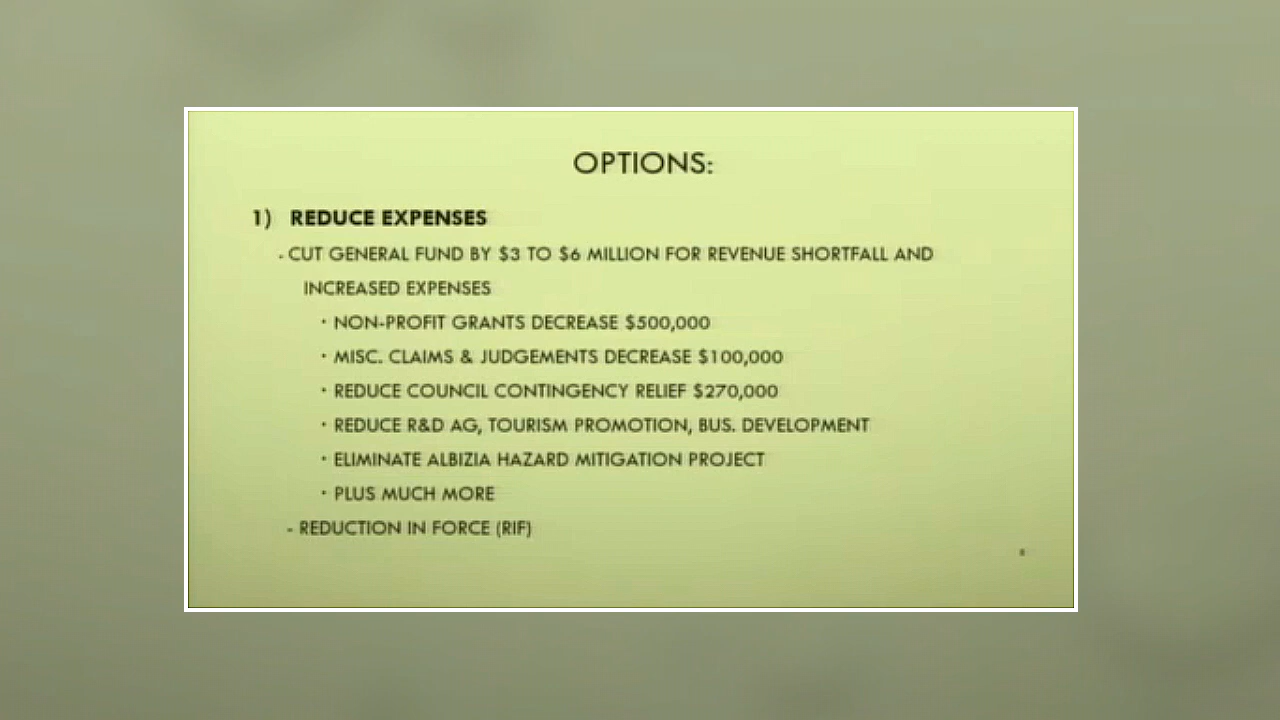 OPTIONS:
1) REDUCE EXPENSES
- CUT GENERAL FUND BY $3 TO $6 MILLION FOR REVENUE SHORTFALL AND
INCREASED EXPENSES
• NON-PROFIT GRANTS DECREASE $500,000
• MISC. CLAIMS & JUDGEMENTS DECREASE $100,000
• REDUCE COUNCIL CONTINGENCY RELIEF $270,000
• REDUCE R&D AG, TOURISM PROMOTION, BUS. DEVELOPMENT
• ELIMINATE ALBIZIA HAZARD MITIGATION PROJECT
• PLUS MUCH MORE
- REDUCTION IN FORCE (RIF)